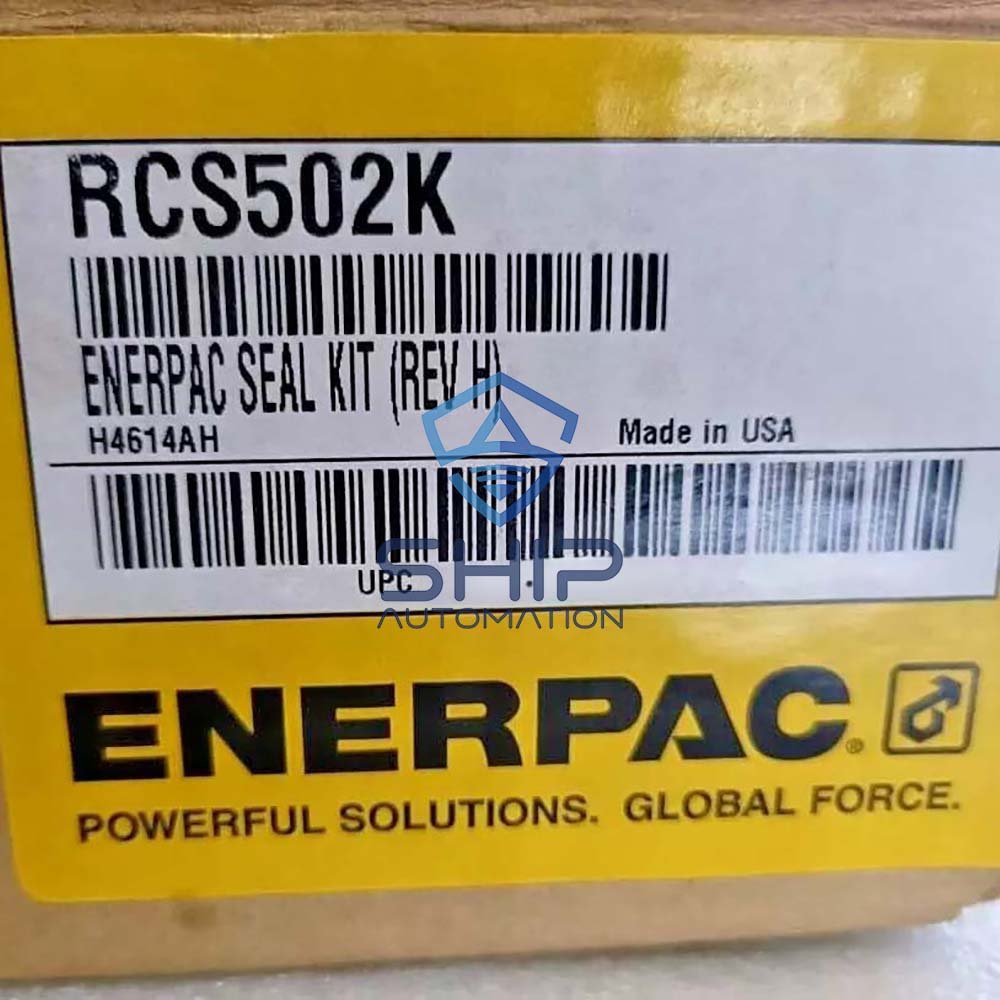 RCS502K
ENERPAC SEAL KIT (REV H)
H4614AH
Made in USA
UPC
SHIP
AUTOMATION
ENERPAC®
POWERFUL SOLUTIONS. GLOBAL FORCE.